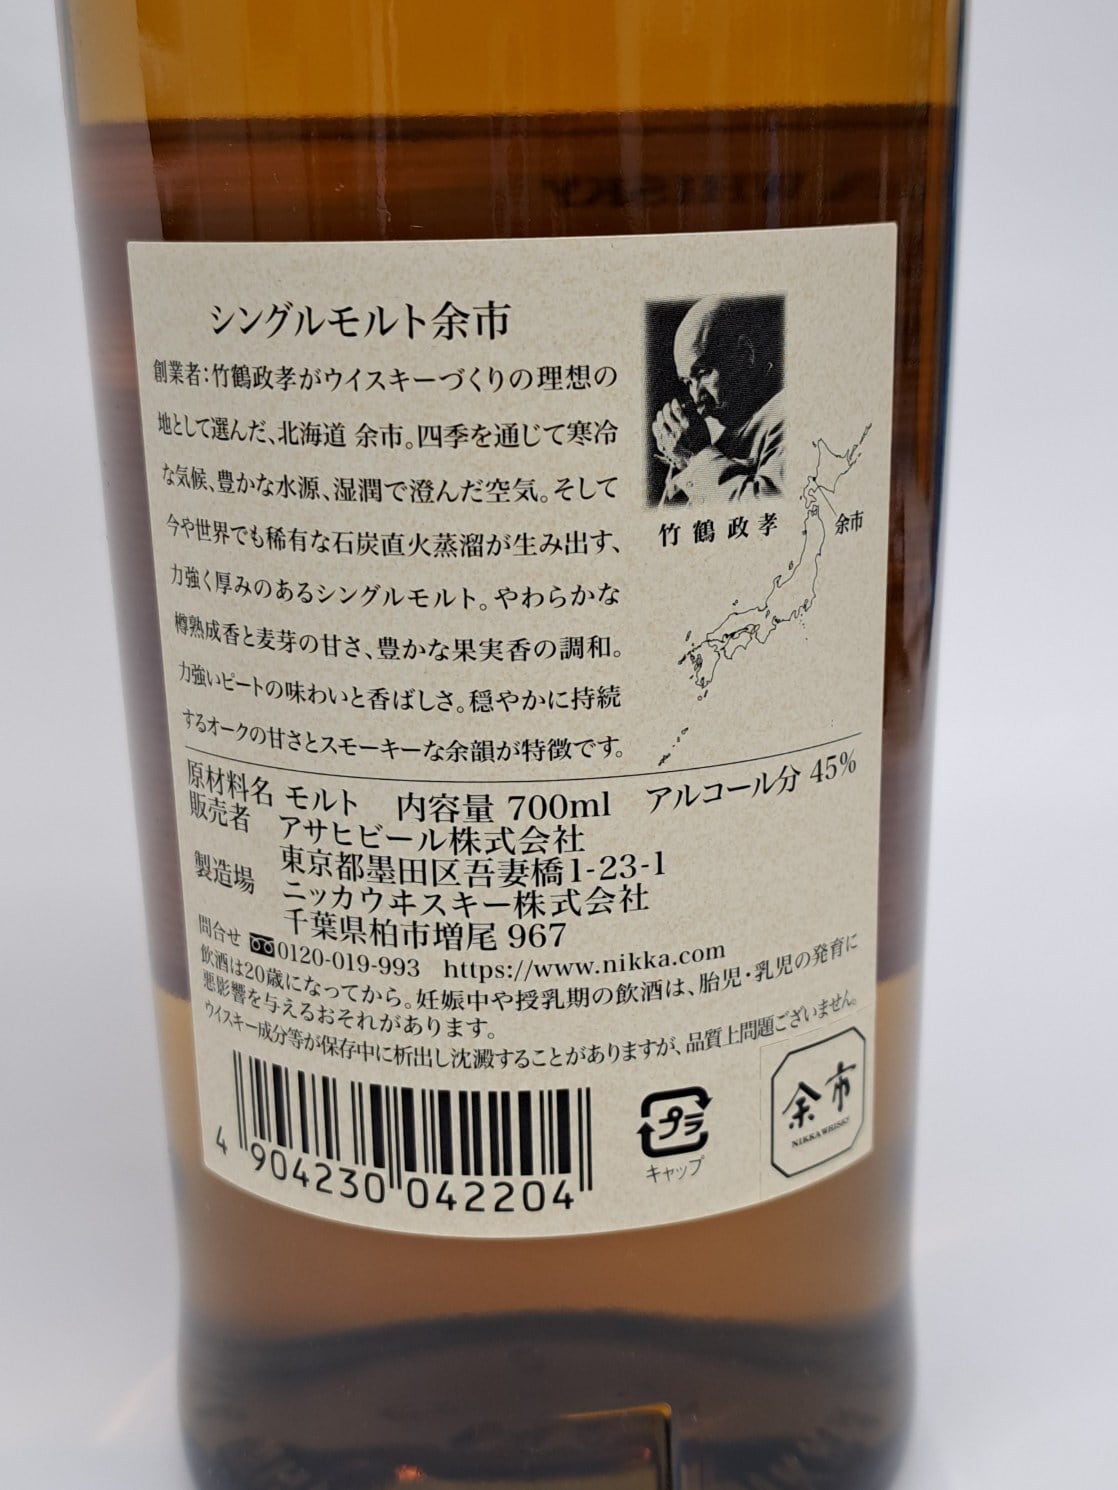 シングルモルト余市
創業者:竹鶴政孝がウイスキーづくりの理想の
地として選んだ、北海道 余市。四季を通じて寒冷
な気候、豊かな水源、湿潤で澄んだ空気。そして
今や世界でも稀有な石炭直火蒸溜が生み出す、
力強く厚みのあるシングルモルト。やわらかな
樽熟成香と麦芽の甘さ、豊かな果実香の調和。
力強いピートの味わいと香ばしさ。穏やかに持続
するオークの甘さとスモーキーな余韻が特徴です。
竹鶴政孝
余市
原材料名 モルト 内容量 700ml アルコール分 45%
販売者 アサヒビール株式会社
東京都墨田区吾妻橋1-23-1
製造場 ニッカウヰスキー株式会社
千葉県柏市増尾 967
問合せ 0120-019-993 https://www.nikka.com
飲酒は20歳になってから。妊娠中や授乳期の飲酒は、胎児・乳児の発育に
悪影響を与えるおそれがあります。
ウイスキー成分等が保存中に析出し沈澱することがありますが、品質上問題ございません。
4 904230 042204
プラ
キャップ
余市
NIKKA WHISKY
WHISKY